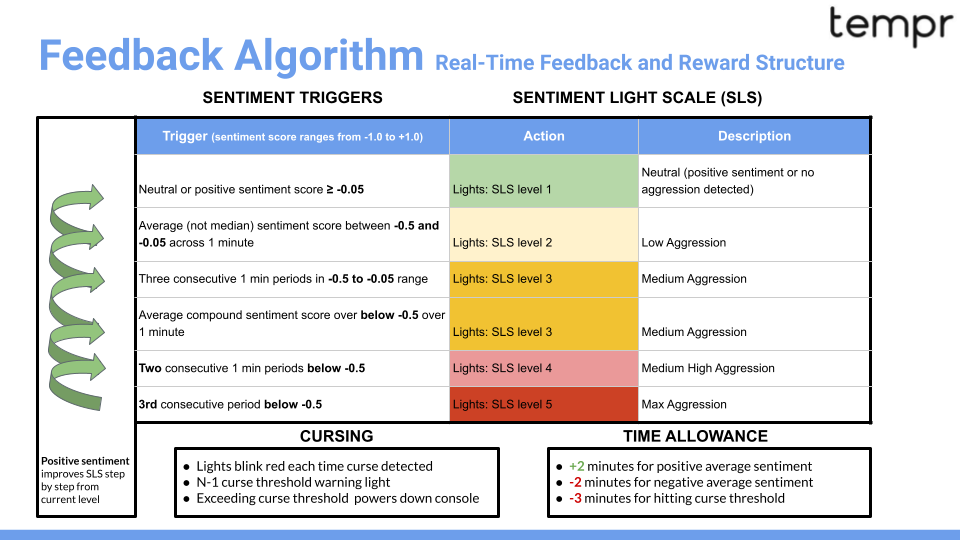 tempr
Feedback Algorithm Real-Time Feedback and Reward Structure
SENTIMENT TRIGGERS
SENTIMENT LIGHT SCALE (SLS)
Trigger (sentiment score ranges from -1.0 to +1.0)
Action
Description
Neutral or positive sentiment score ≥ -0.05
Lights: SLS level 1
Neutral (positive sentiment or no
aggression detected)
Average (not median) sentiment score between -0.5 and
-0.05 across 1 minute
Lights: SLS level 2
Low Aggression
Three consecutive 1 min periods in -0.5 to -0.05 range
Lights: SLS level 3
Medium Aggression
Average compound sentiment score over below -0.5 over
1 minute
Lights: SLS level 3
Medium Aggression
Two consecutive 1 min periods below -0.5
Lights: SLS level 4
Medium High Aggression
3rd consecutive period below -0.5
Lights: SLS level 5
Max Aggression
Positive sentiment
improves SLS step
by step from
current level
CURSING
● Lights blink red each time curse detected
● N-1 curse threshold warning light
● Exceeding curse threshold powers down console
TIME ALLOWANCE
● +2 minutes for positive average sentiment
● -2 minutes for negative average sentiment
● -3 minutes for hitting curse threshold